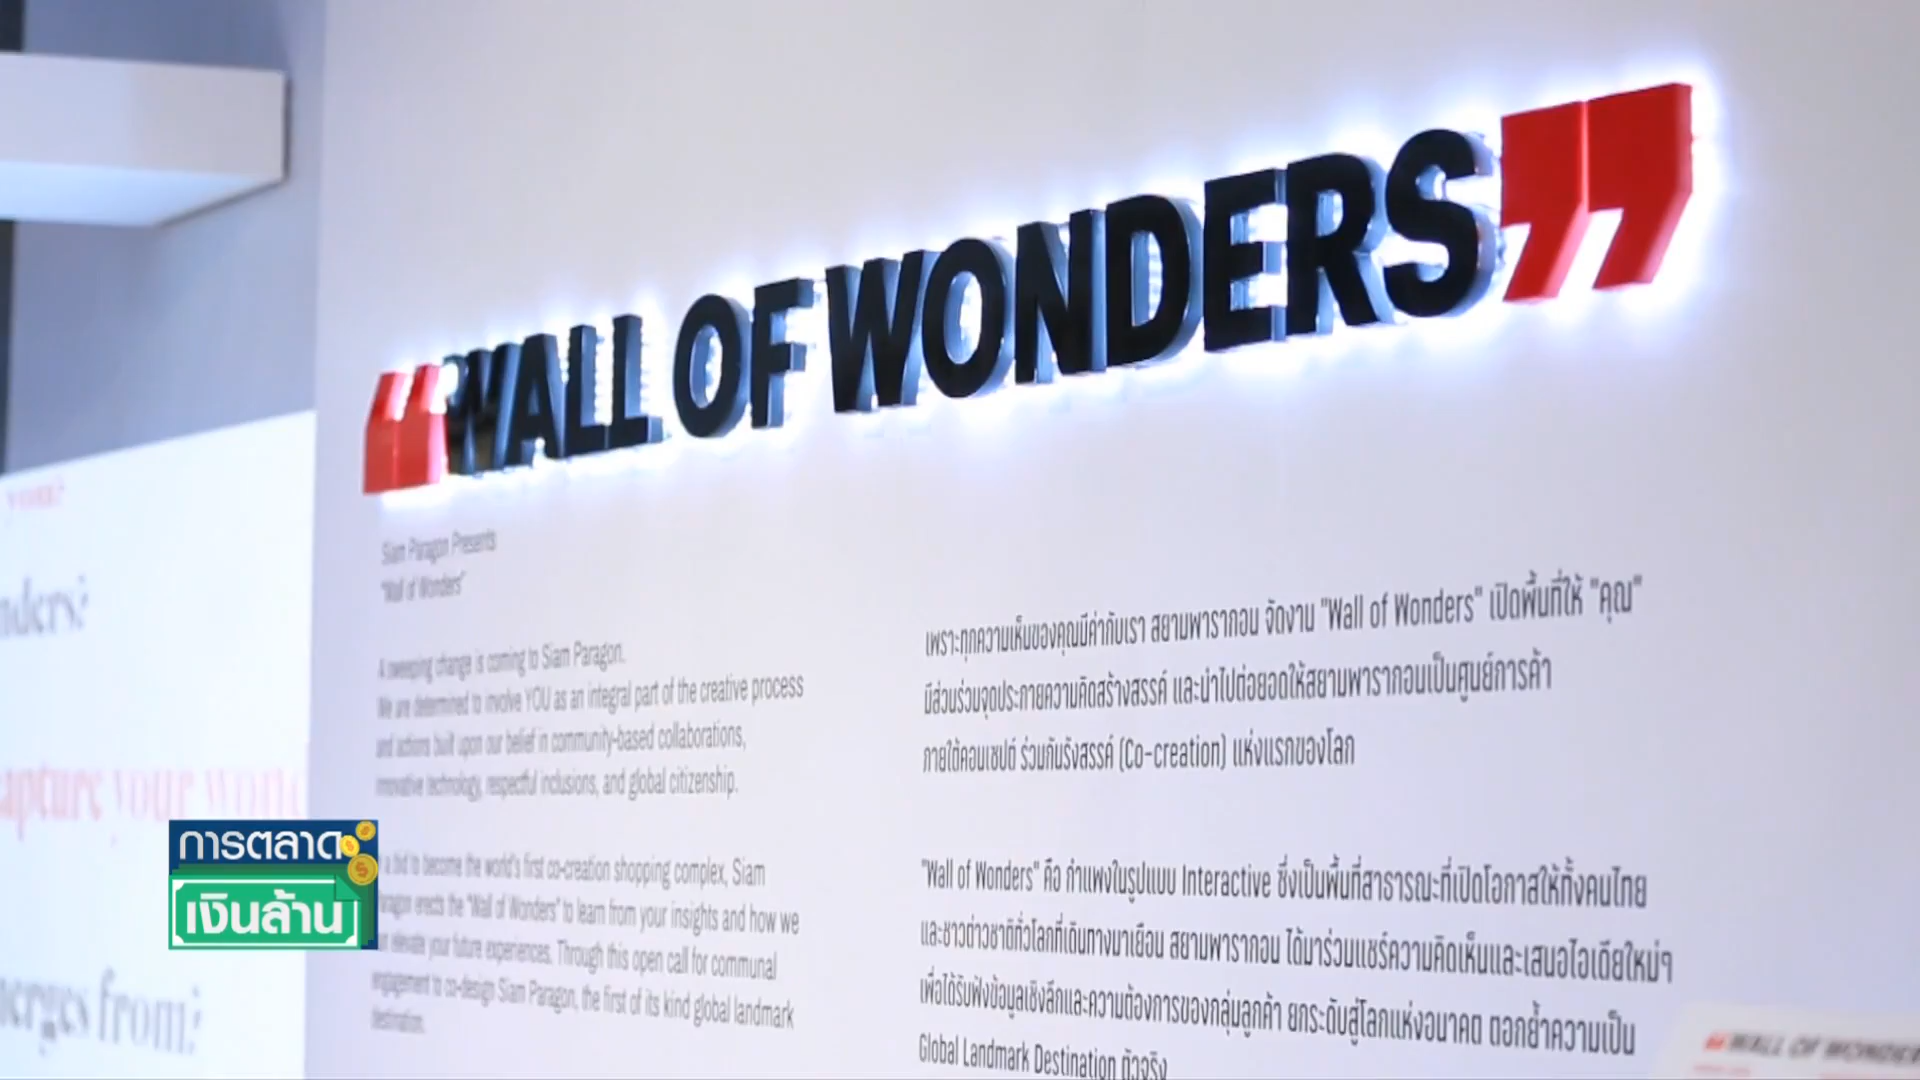 “WALL OF WONDERS”
Siam Paragon Presents
"Wall of Wonders"
A sweeping change is coming to Siam Paragon.
We are determined to involve YOU as an integral part of the creative process
and actions built upon our belief in community-based collaborations,
innovative technology, respectful inclusions, and global citizenship.
a bid to become the world's first co-creation shopping complex, Siam
Paragon erects the "Wall of Wonders" to learn from your insights and how we
elevate your future experiences. Through this open call for communal
engagement to co-design Siam Paragon, the first of its kind global landmark
destination.
เพราะทุกความเห็นของคุณมีค่ากับเรา สยามพารากอน จัดงาน "Wall of Wonders" เปิดพื้นที่ให้ "คุณ"
มีส่วนร่วมจุดประกายความคิดสร้างสรรค์ และนำไปต่อยอดให้สยามพารากอนเป็นศูนย์การค้า
ภายใต้คอนเซปต์ ร่วมกันรังสรรค์ (Co-creation) แห่งแรกของโลก
"Wall of Wonders" คือ กำแพงในรูปแบบ Interactive ซึ่งเป็นพื้นที่สาธารณะที่เปิดโอกาสให้ทั้งคนไทย
และชาวต่างชาติทั่วโลกที่เดินทางมาเยือน สยามพารากอน ได้มาร่วมแชร์ความคิดเห็นและเสนอไอเดียใหม่ๆ
เพื่อได้รับฟังข้อมูลเชิงลึกและความต้องการของกลุ่มลูกค้า ยกระดับสู่โลกแห่งอนาคต ตอกย้ำความเป็น
Global Landmark Destination ตัวจริง
nders?
apture your wond
nerges from?
การตลาด
เงินล้าน
“WALL OF WONDER